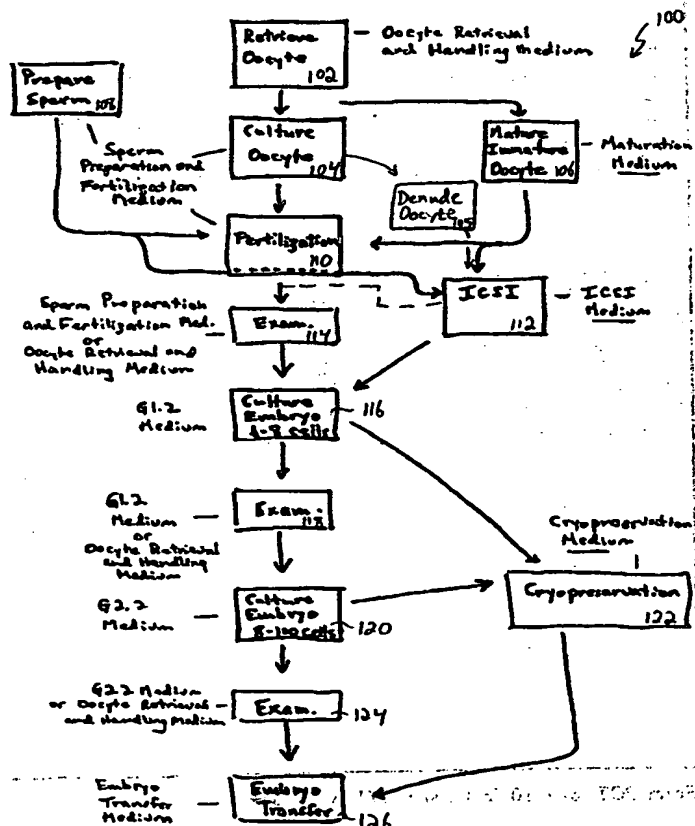 100
Retrieve
Oocyte
102
Oocyte Retrieval
and Handling medium
Prepare
Sperm 108
Culture
Oocyte
104
Mature
Immature
Oocyte 106
Maturation
Medium
Sperm
Preparation and
Fertilization
Medium
Denude
Oocyte
105
Fertilization
110
ICSI
112
ICSI
Medium
Sperm Preparation
and Fertilization Med.
or
Oocyte Retrieval and
Handling Medium
Exam.
114
G1.2
Medium
Culture
Embryo
1-8 cells
116
G1.2
Medium
or
Oocyte Retrieval
and Handling
Medium
Exam.
118
Cryopreservation
Medium
Cryopreservation
122
G2.2
Medium
Culture
Embryo
8-100 cells
120
G2.2 Medium
or Oocyte Retrieval
and Handling Medium
Exam.
124
Embryo
Transfer
Medium
Embryo
Transfer
126